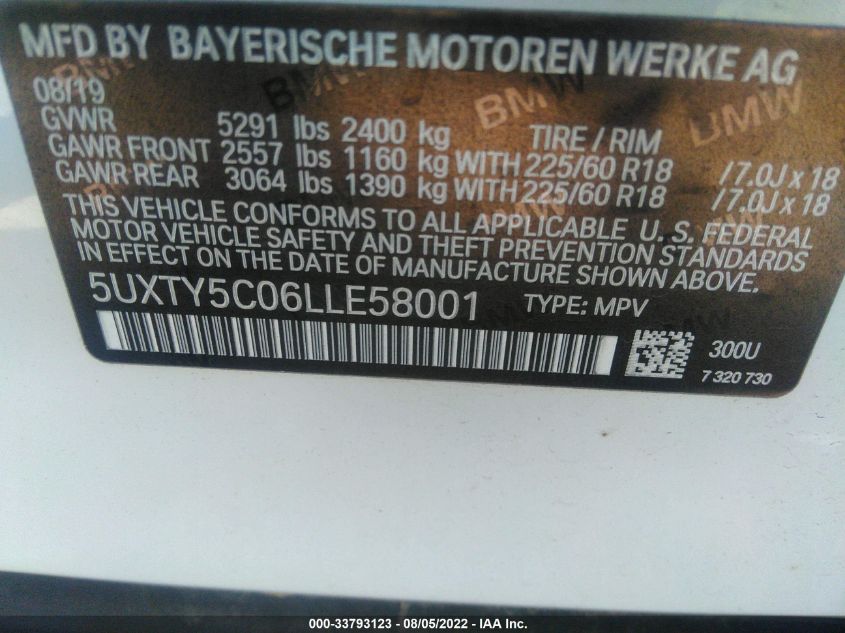 MFD BY BAYERISCHE MOTOREN WERKE AG
08/19
GVWR 5291 lbs 2400 kg TIRE / RIM
GAWR FRONT 2557 lbs 1160 kg WITH 225/60 R18 / 7.0J x 18
GAWR REAR 3064 lbs 1390 kg WITH 225/60 R18 / 7.0J x 18
THIS VEHICLE CONFORMS TO ALL APPLICABLE U.S. FEDERAL
MOTOR VEHICLE SAFETY AND THEFT PREVENTION STANDARDS
IN EFFECT ON THE DATE OF MANUFACTURE SHOWN ABOVE.
5UXTY5C06LLE58001 TYPE: MPV
300U
7 320 730
BMW BMW BMW BMW
000-33793123 - 08/05/2022 - IAA Inc.